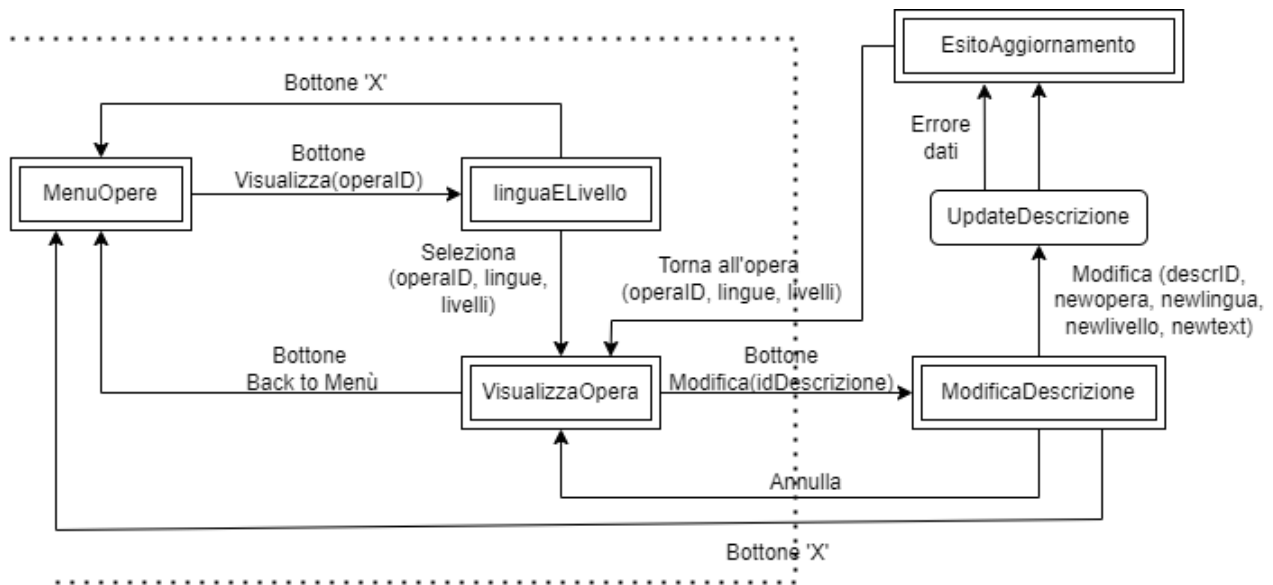 EsitoAggiornamento
Bottone 'X'
Errore
dati
Bottone
Visualizza(operaID)
MenuOpere
linguaELivello
UpdateDescrizione
Seleziona
(operaID, lingue,
livelli)
Torna all'opera
(operaID, lingue, livelli)
Modifica (descrID,
newopera, newlingua,
newlivello, newtext)
Bottone
Back to Menù
VisualizzaOpera
Bottone
Modifica(idDescrizione)
ModificaDescrizione
Annulla
Bottone 'X'